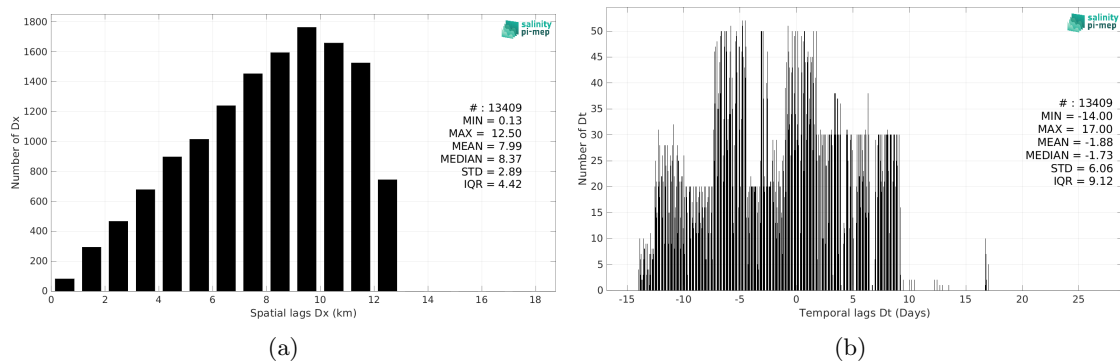 1800
1600
1400
1200
1000
800
600
400
200
0
Number of Dx
salinity
pi-mep
# : 13409
MIN = 0.13
MAX = 12.50
MEAN = 7.99
MEDIAN = 8.37
STD = 2.89
IQR = 4.42
0 2 4 6 8 10 12 14 16 18
Spatial lags Dx (km)
(a)
50
45
40
35
30
25
20
15
10
5
0
Number of Dt
salinity
pi-mep
# : 13409
MIN = -14.00
MAX = 17.00
MEAN = -1.88
MEDIAN = -1.73
STD = 6.06
IQR = 9.12
-15 -10 -5 0 5 10 15 20 25
Temporal lags Dt (Days)
(b)